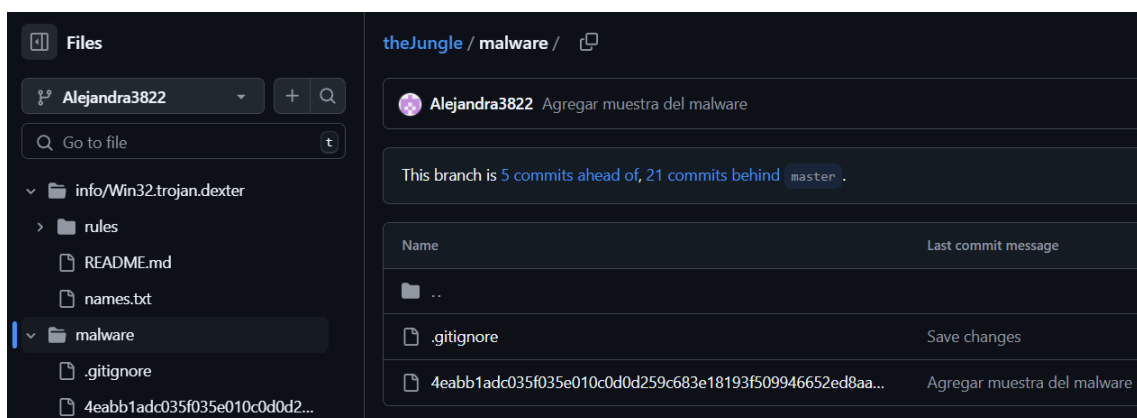 Files
Alejandra3822
Go to file
t
info/Win32.trojan.dexter
rules
README.md
names.txt
malware
.gitignore
4eabb1adc035f035e010c0d0d2...
theJungle / malware /
Alejandra3822 Agregar muestra del malware
This branch is 5 commits ahead of, 21 commits behind master .
Name Last commit message
..
.gitignore Save changes
4eabb1adc035f035e010c0d0d259c683e18193f509946652ed8aa... Agregar muestra del malware